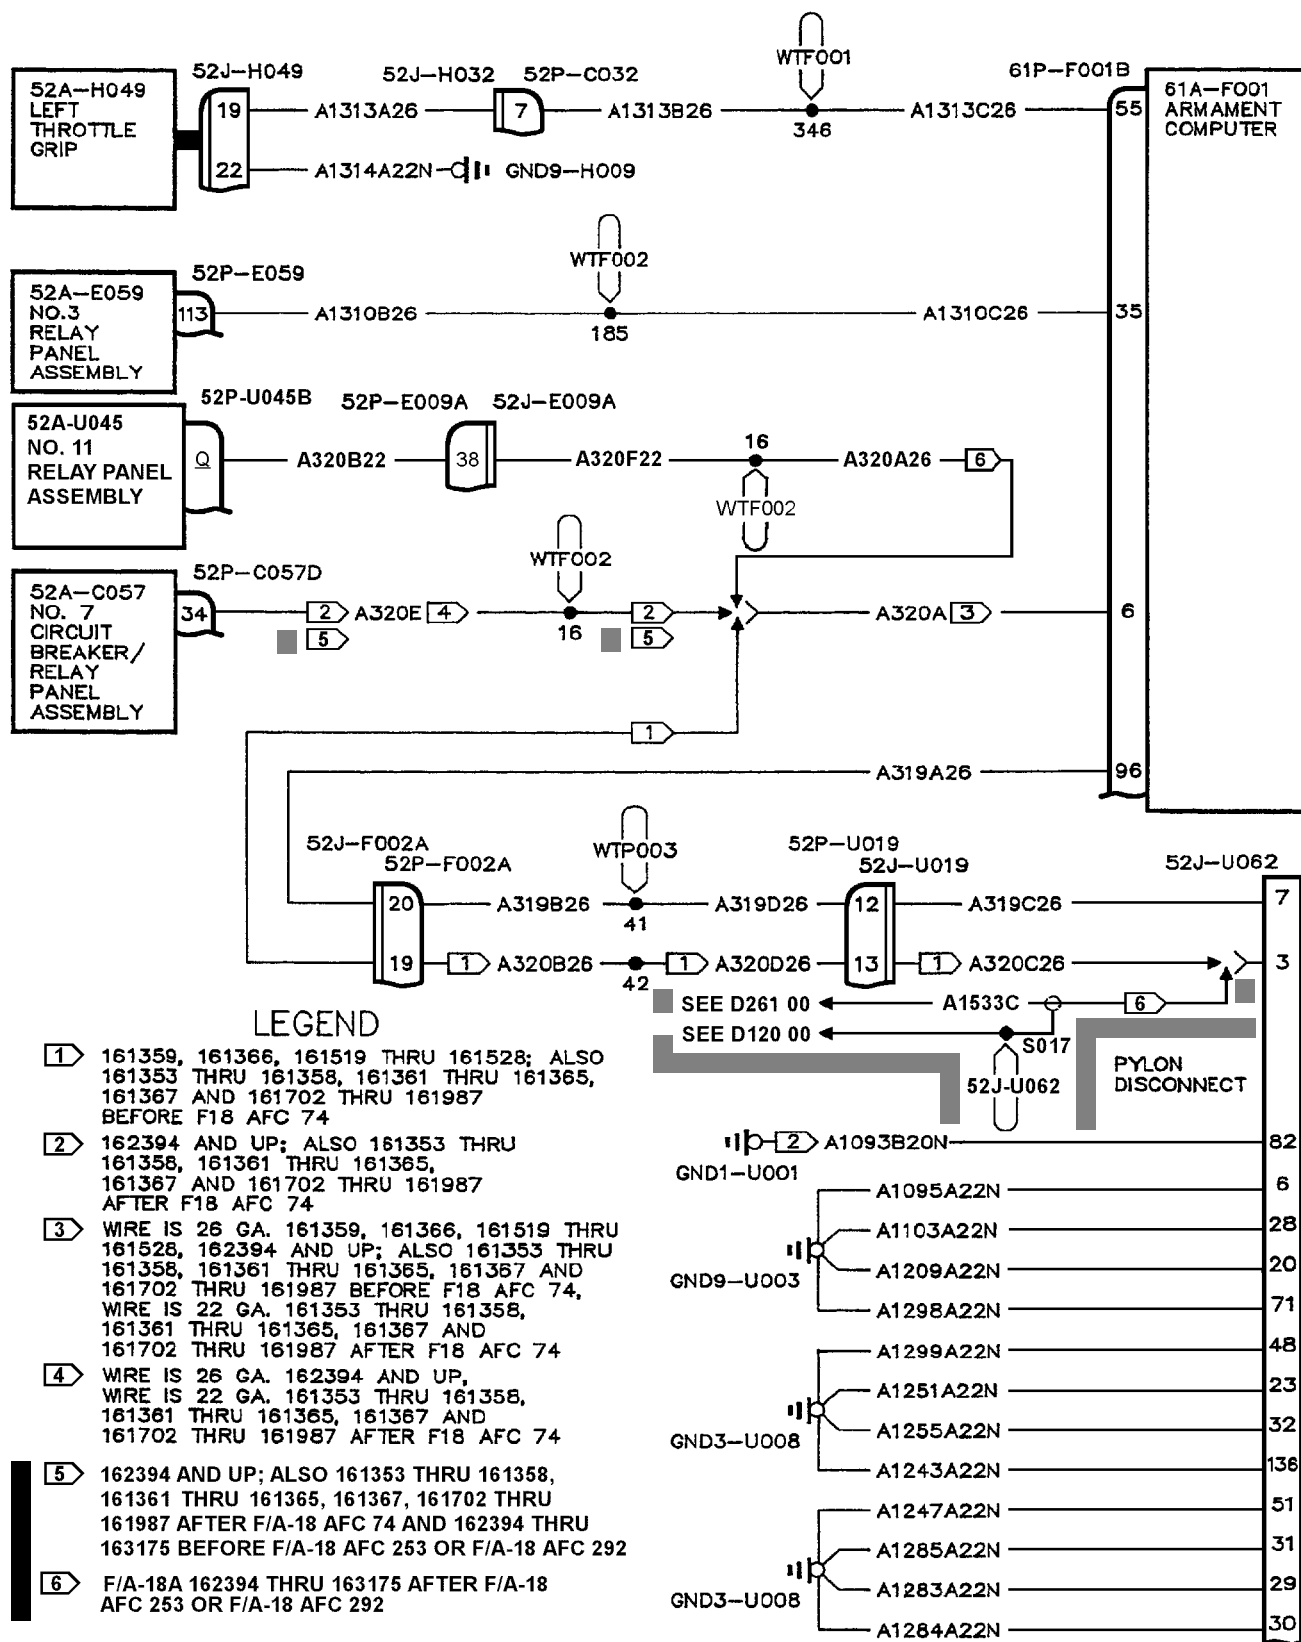 WTF001
52J-H049
52J-H032
52P-C032
61P-F001B
52A-H049
LEFT
THROTTLE
GRIP
19
A1313A26
7
A1313B26
346
A1313C26
55
61A-F001
ARMAMENT
COMPUTER
22
A1314A22N
GND9-H009
WTF002
52P-E059
52A-E059
NO.3
RELAY
PANEL
ASSEMBLY
113
A1310B26
185
A1310C26
35
52P-U045B
52P-E009A
52J-E009A
52A-U045
NO. 11
RELAY PANEL
ASSEMBLY
Q
A320B22
38
A320F22
16
A320A26
6
WTF002
WTF002
52P-C057D
52A-C057
NO. 7
CIRCUIT
BREAKER/
RELAY
PANEL
ASSEMBLY
34
2
A320E
4
16
2
A320A
3
6
5
5
1
A319A26
96
52J-F002A
52P-F002A
WTP003
52P-U019
52J-U019
52J-U062
20
A319B26
41
A319D26
12
A319C26
7
19
1
A320B26
42
1
A320D26
13
1
A320C26
3
SEE D261 00
A1533C
6
SEE D120 00
S017
52J-U062
PYLON
DISCONNECT
LEGEND
1 161359, 161366, 161519 THRU 161528; ALSO
161353 THRU 161358, 161361 THRU 161365,
161367 AND 161702 THRU 161987
BEFORE F18 AFC 74
2 162394 AND UP; ALSO 161353 THRU
161358, 161361 THRU 161365,
161367 AND 161702 THRU 161987
AFTER F18 AFC 74
3 WIRE IS 26 GA. 161359, 161366, 161519 THRU
161528, 162394 AND UP; ALSO 161353 THRU
161358, 161361 THRU 161365, 161367 AND
161702 THRU 161987 BEFORE F18 AFC 74,
WIRE IS 22 GA. 161353 THRU 161358,
161361 THRU 161365, 161367 AND
161702 THRU 161987 AFTER F18 AFC 74
4 WIRE IS 26 GA. 162394 AND UP,
WIRE IS 22 GA. 161353 THRU 161358,
161361 THRU 161365, 161367 AND
161702 THRU 161987 AFTER F18 AFC 74
5 162394 AND UP; ALSO 161353 THRU 161358,
161361 THRU 161365, 161367, 161702 THRU
161987 AFTER F/A-18 AFC 74 AND 162394 THRU
163175 BEFORE F/A-18 AFC 253 OR F/A-18 AFC 292
6 F/A-18A 162394 THRU 163175 AFTER F/A-18
AFC 253 OR F/A-18 AFC 292
GND1-U001
2
A1093B20N
82
A1095A22N
6
A1103A22N
28
GND9-U003
A1209A22N
20
A1298A22N
71
A1299A22N
48
A1251A22N
23
GND3-U008
A1255A22N
32
A1243A22N
136
A1247A22N
51
A1285A22N
31
GND3-U008
A1283A22N
29
A1284A22N
30